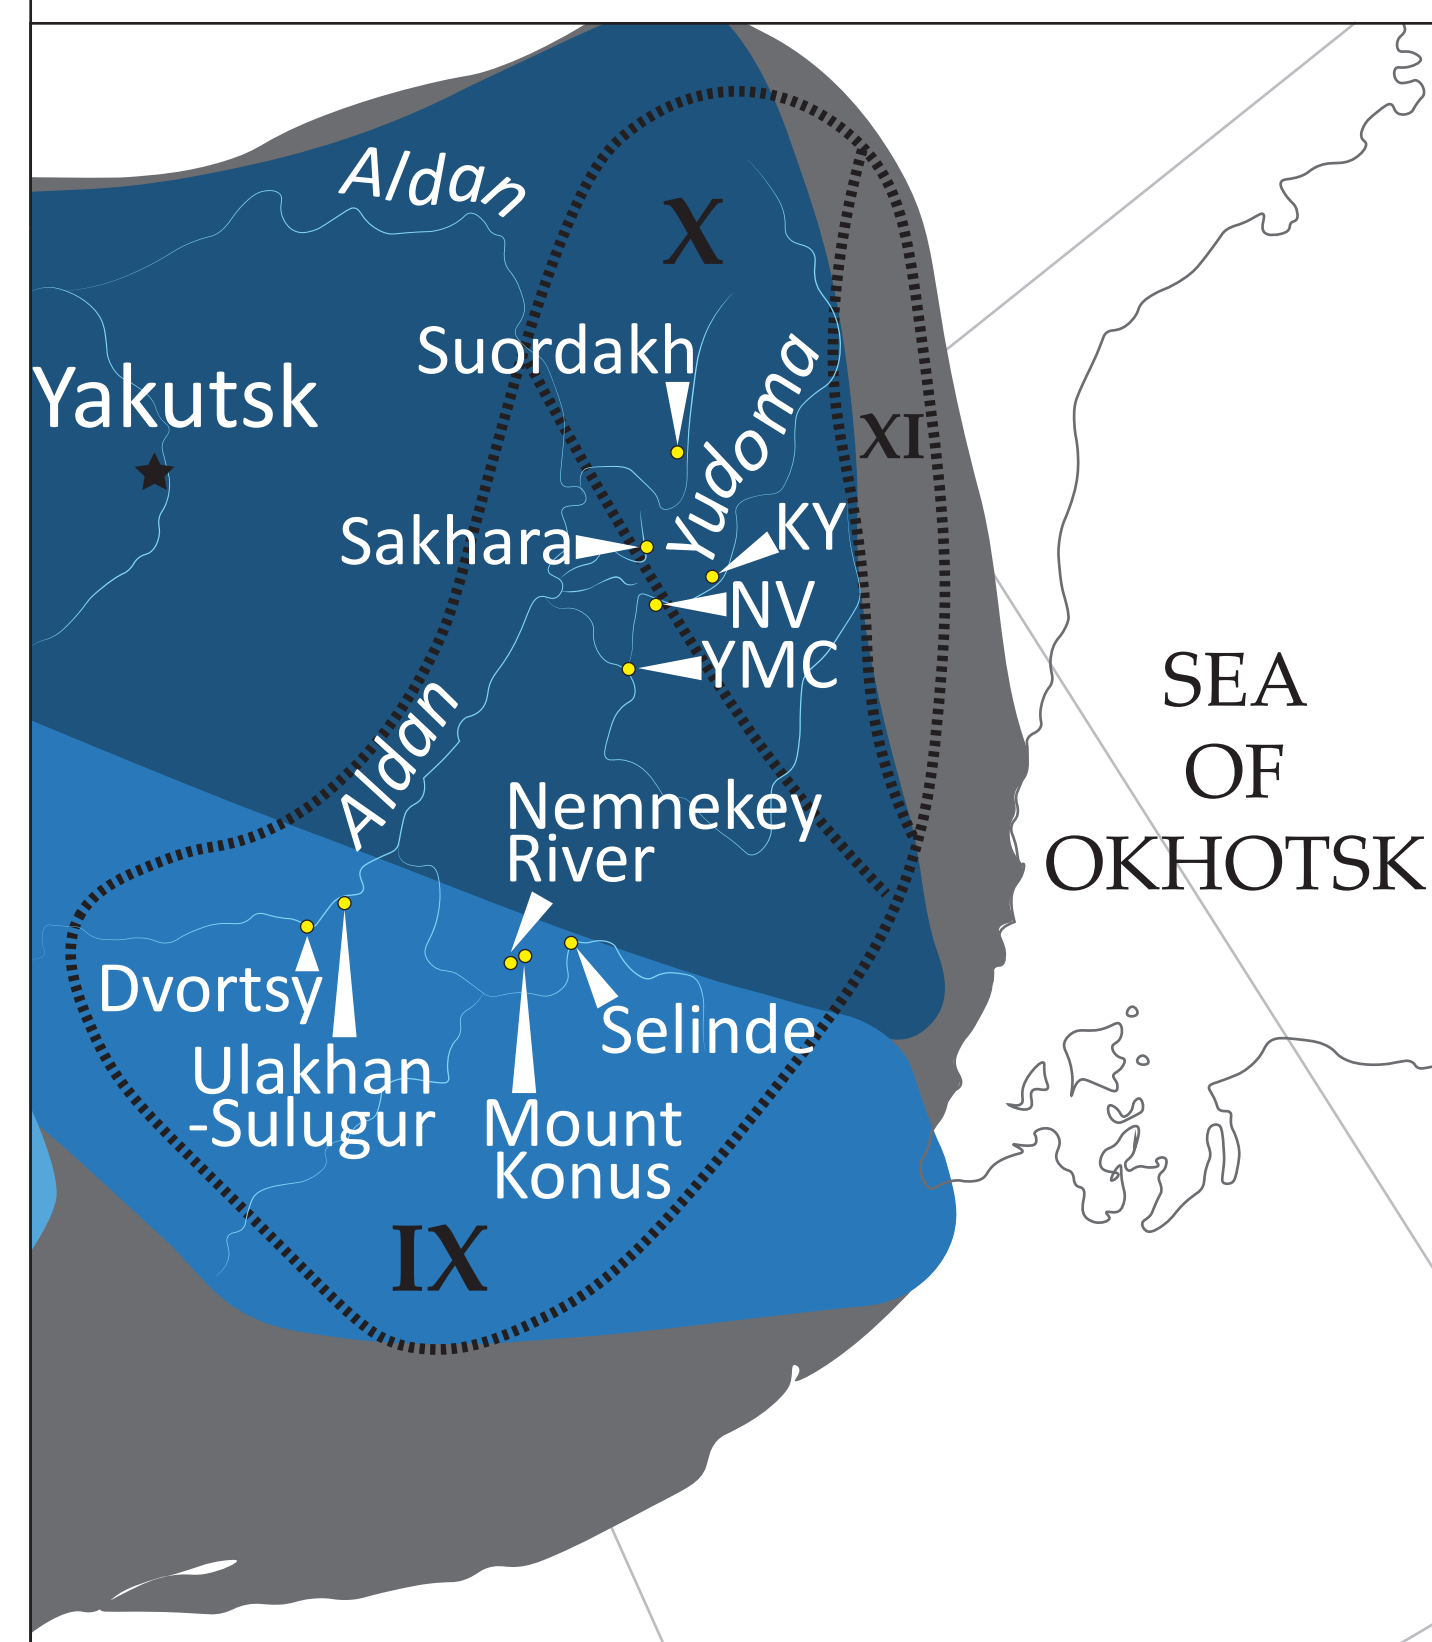 Aldan
X
Suordakh
Yudoma
Yakutsk
XI
KY
Sakhara
NV
YMC
SEA
OF
OKHOTSK
Aldan
Nemnekey
River
Dvortsy
Selinde
Ulakhan
-Sulugur
Mount
Konus
IX